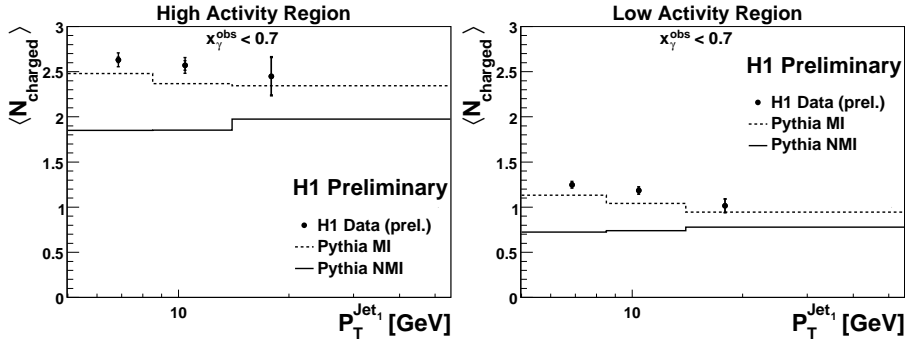 High Activity Region
x_γ^obs < 0.7
⟨N_charged⟩
3
2.5
2
1.5
1
0.5
0
H1 Preliminary
H1 Data (prel.)
Pythia MI
Pythia NMI
10
P_T^Jet₁ [GeV]
Low Activity Region
x_γ^obs < 0.7
⟨N_charged⟩
3
2.5
2
1.5
1
0.5
0
H1 Preliminary
H1 Data (prel.)
Pythia MI
Pythia NMI
10
P_T^Jet₁ [GeV]